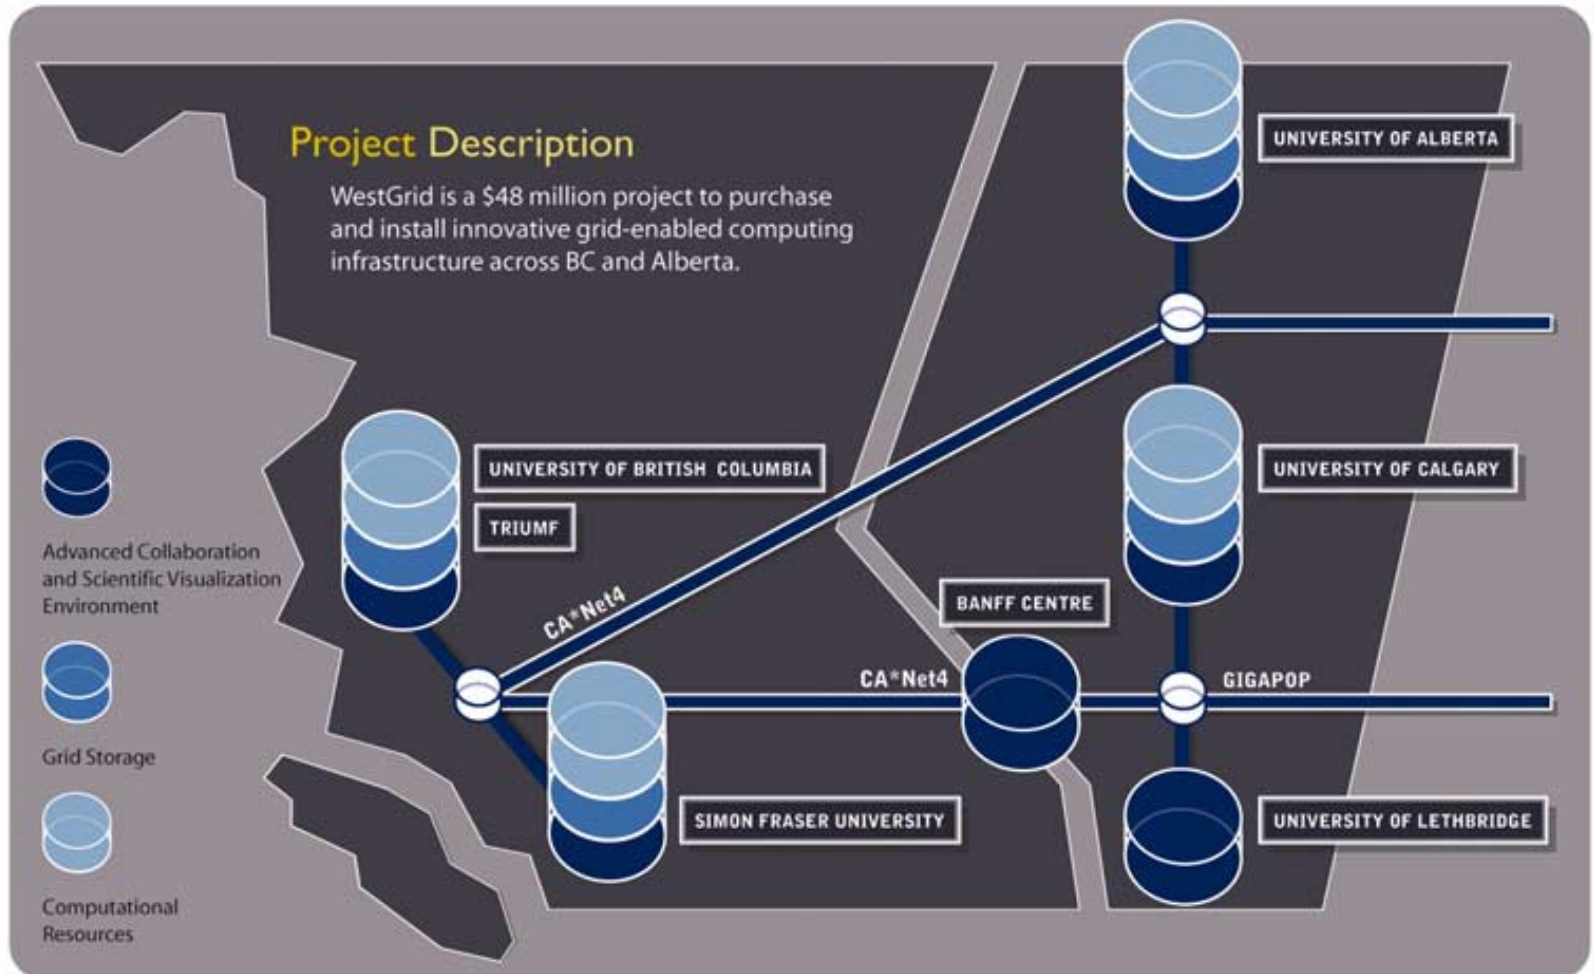 Project Description
WestGrid is a $48 million project to purchase
and install innovative grid-enabled computing
infrastructure across BC and Alberta.
UNIVERSITY OF ALBERTA
UNIVERSITY OF BRITISH COLUMBIA
TRIUMF
UNIVERSITY OF CALGARY
Advanced Collaboration
and Scientific Visualization
Environment
BANFF CENTRE
CA*Net4
CA*Net4
GIGAPOP
Grid Storage
SIMON FRASER UNIVERSITY
UNIVERSITY OF LETHBRIDGE
Computational
Resources